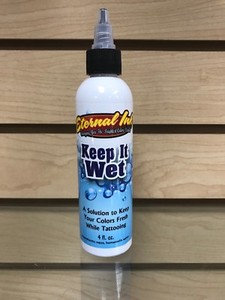 Eternal Ink
Keep It
Wet
A Solution to Keep
Your Colors Fresh
While Tattooing
4 fl. oz.